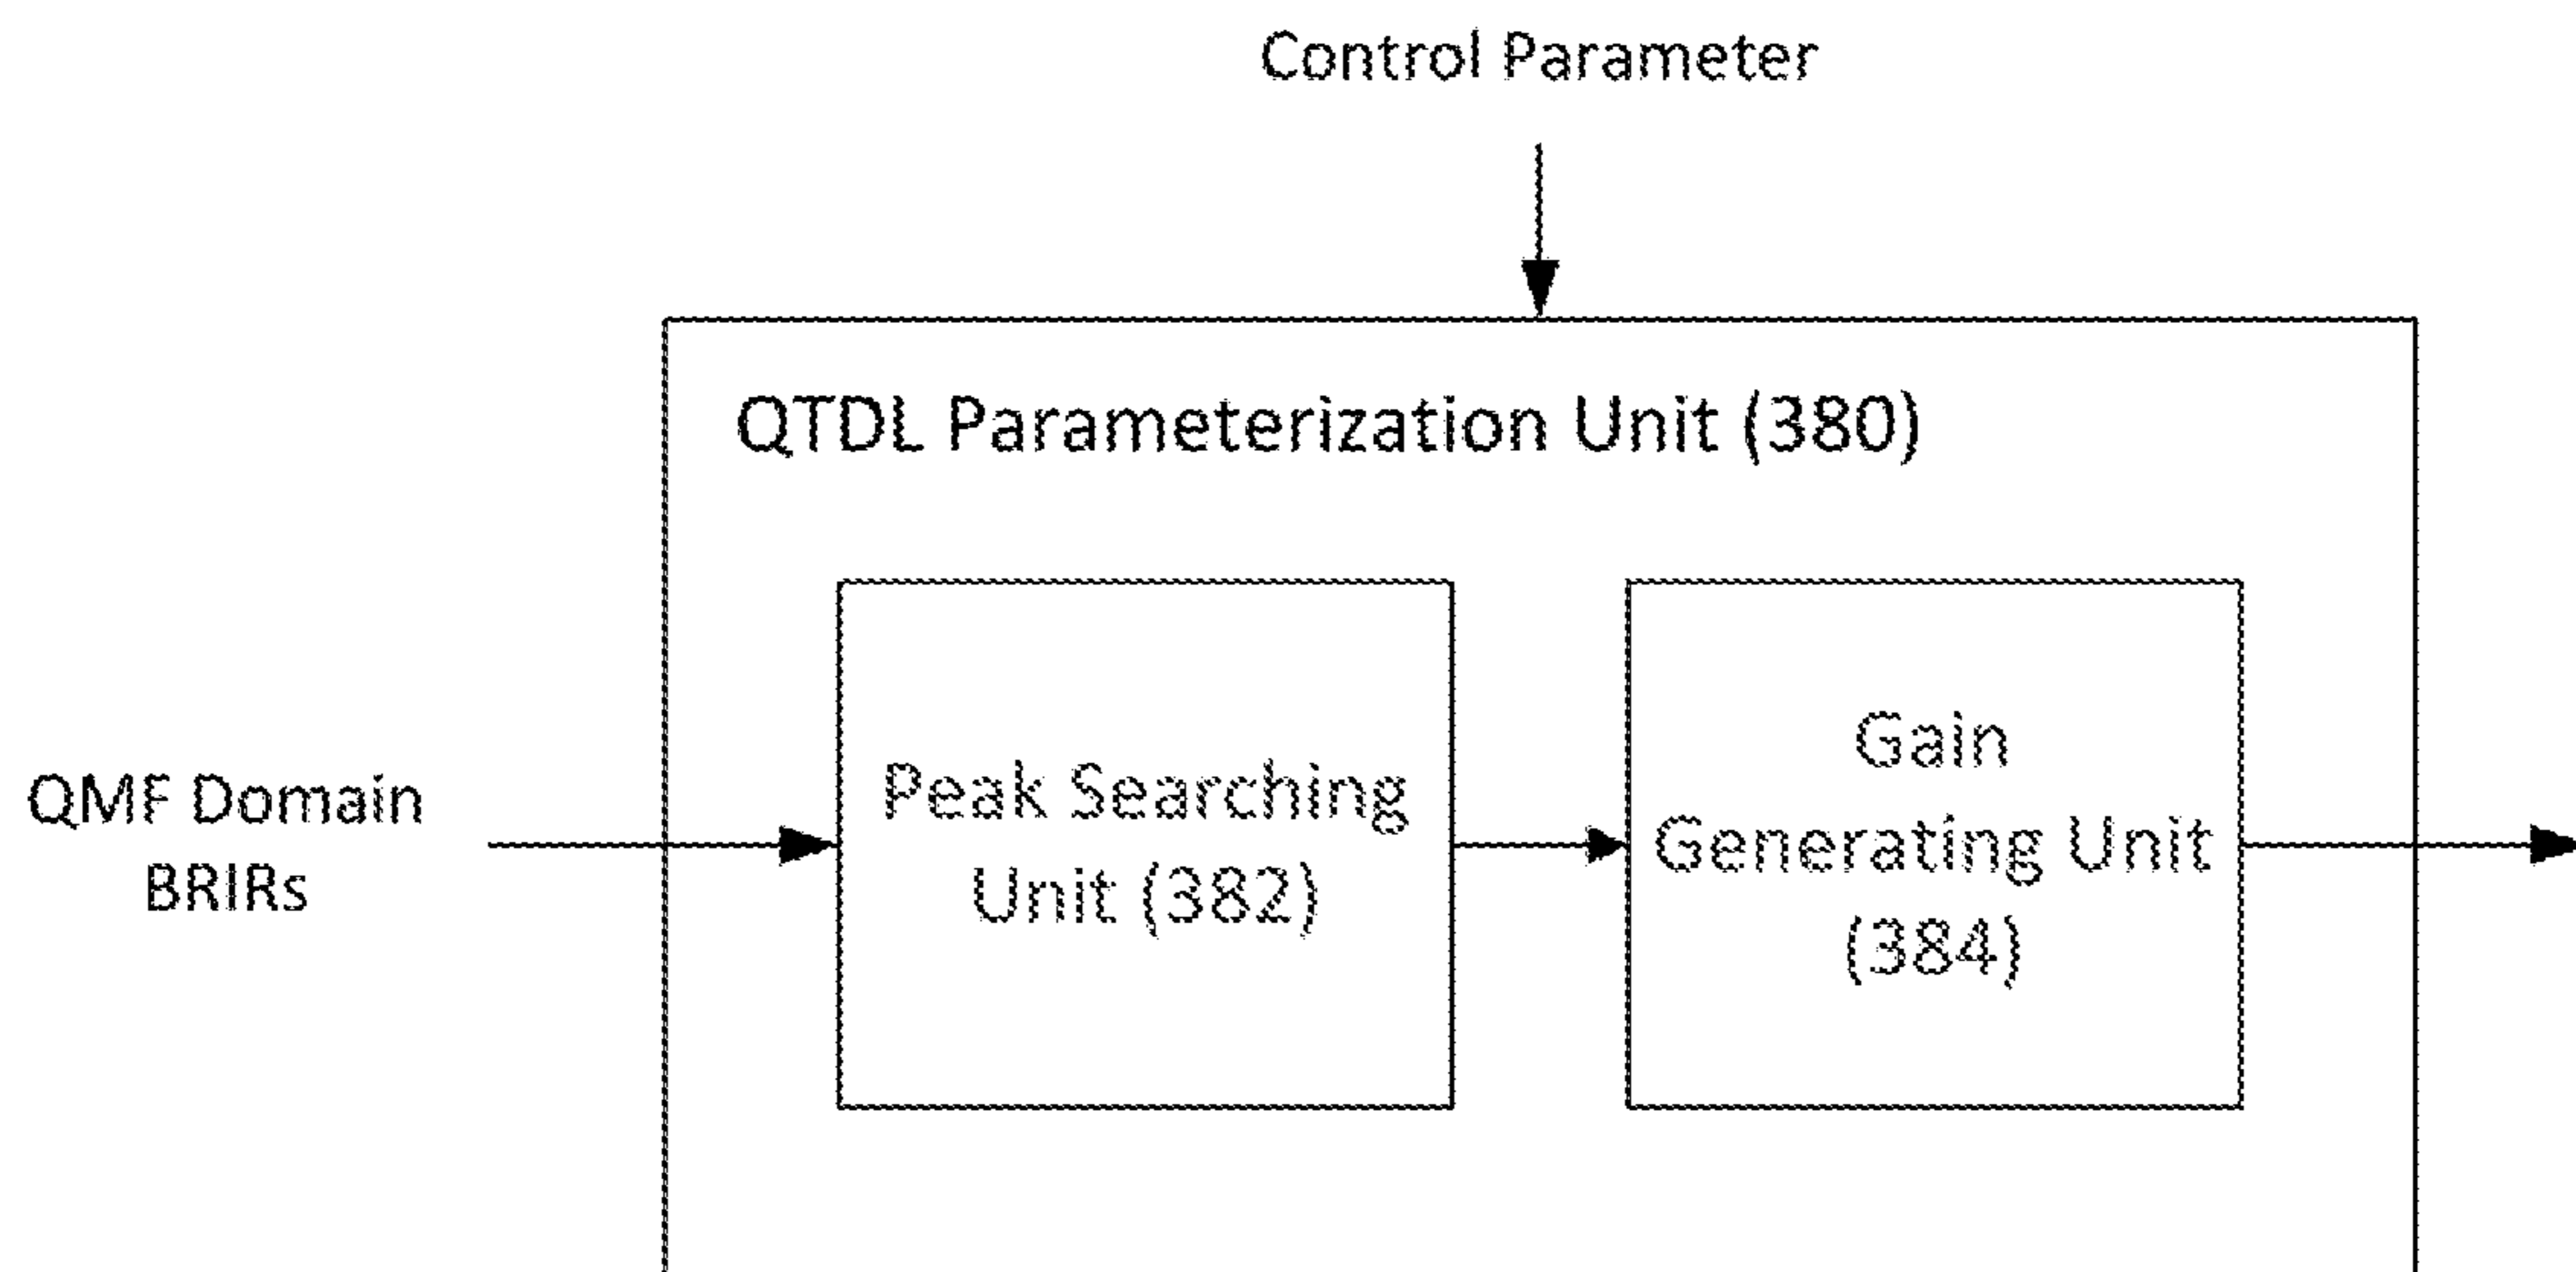 Control Parameter
QTDL Parameterization Unit (380)
QMF Domain
BRIRs
Peak Searching
Unit (382)
Gain
Generating Unit
(384)